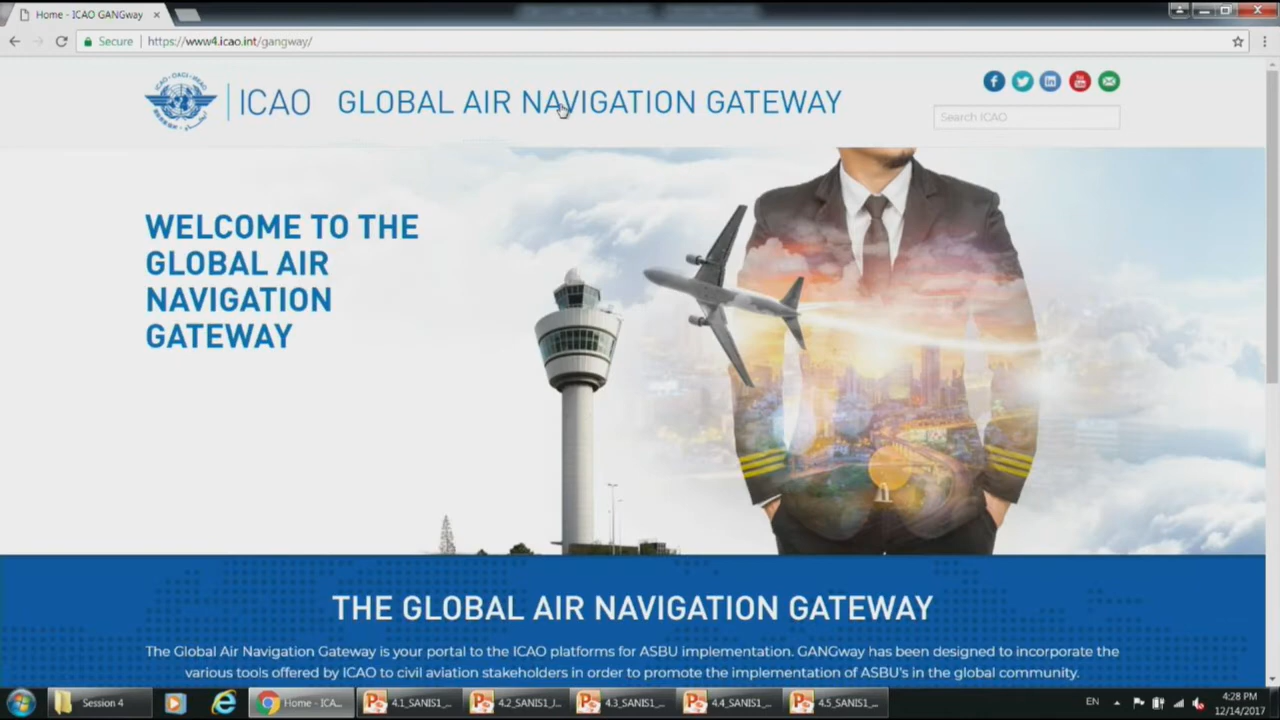 Home - ICAO GANGway
Secure
https://www4.icao.int/gangway/
ICAO
GLOBAL AIR NAVIGATION GATEWAY
Search ICAO
WELCOME TO THE
GLOBAL AIR
NAVIGATION
GATEWAY
THE GLOBAL AIR NAVIGATION GATEWAY
The Global Air Navigation Gateway is your portal to the ICAO platforms for ASBU implementation. GANGway has been designed to incorporate the
various tools offered by ICAO to civil aviation stakeholders in order to promote the implementation of ASBU's in the global community.
Session 4
Home - ICA...
4.1_SANIS1_...
4.2_SANIS1_I...
4.3_SANIS1_...
4.4_SANIS1_...
4.5_SANIS1_...
EN
4:28 PM
12/14/2017